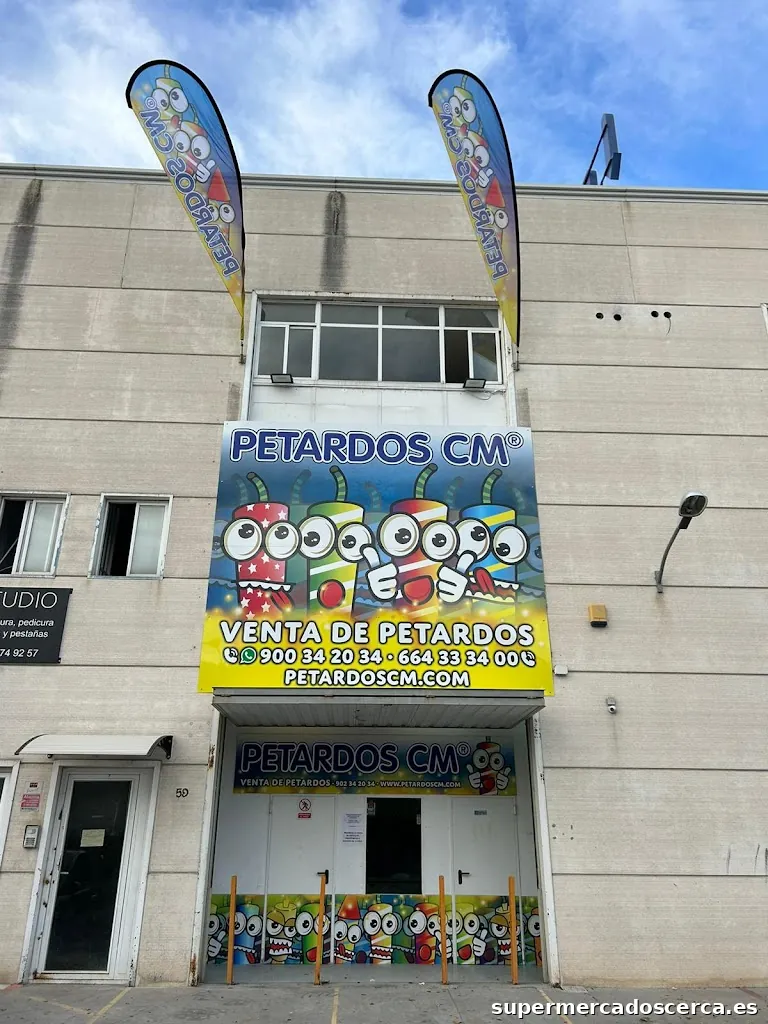 PETARDOS CM
PETARDOS CM
PETARDOS CM®
VENTA DE PETARDOS
900 34 20 34 · 664 33 34 00
PETARDOSCM.COM
TUDIO
ura, pedicura
y pestañas
74 92 57
PETARDOS CM®
VENTA DE PETARDOS · 902 34 20 34 · WWW.PETARDOSCM.COM
59
supermercadoscerca.es